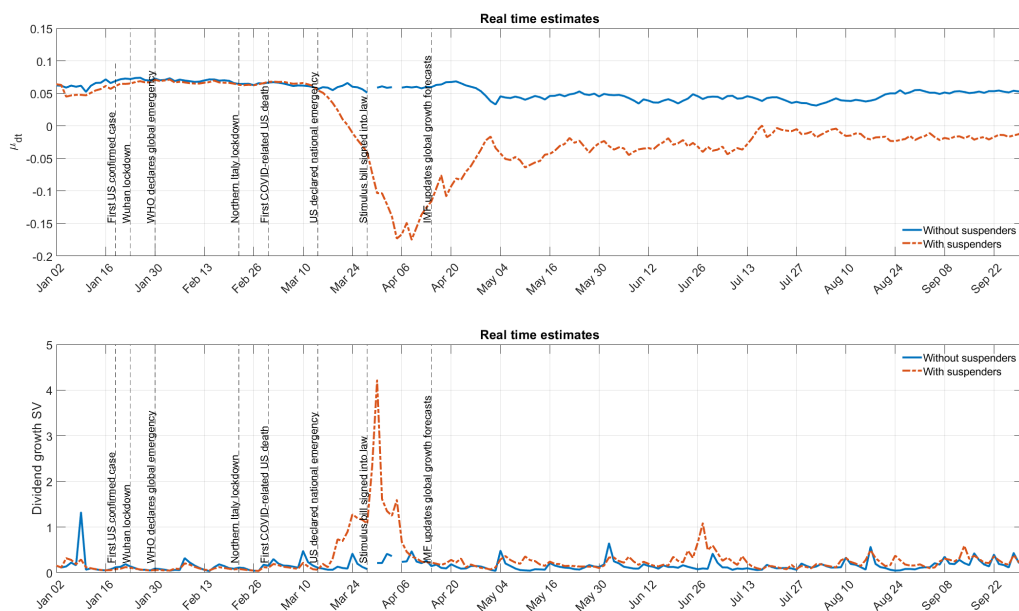 Real time estimates
0.15
0.1
0.05
0
-0.05
-0.1
-0.15
-0.2
μdt
First US confirmed case
Wuhan lockdown
WHO declares global emergency
Northern Italy lockdown
First COVID-related US death
US declared national emergency
Stimulus bill signed into law
IMF updates global growth forecasts
Without suspenders
With suspenders
Jan 02
Jan 16
Jan 30
Feb 13
Feb 26
Mar 10
Mar 24
Apr 06
Apr 20
May 04
May 16
May 30
Jun 12
Jun 26
Jul 13
Jul 27
Aug 10
Aug 24
Sep 08
Sep 22
Real time estimates
5
4
3
2
1
0
Dividend growth SV
First US confirmed case
Wuhan lockdown
WHO declares global emergency
Northern Italy lockdown
First COVID-related US death
US declared national emergency
Stimulus bill signed into law
IMF updates global growth forecasts
Without suspenders
With suspenders
Jan 02
Jan 16
Jan 30
Feb 13
Feb 26
Mar 10
Mar 24
Apr 06
Apr 20
May 04
May 16
May 30
Jun 12
Jun 26
Jul 13
Jul 27
Aug 10
Aug 24
Sep 08
Sep 22